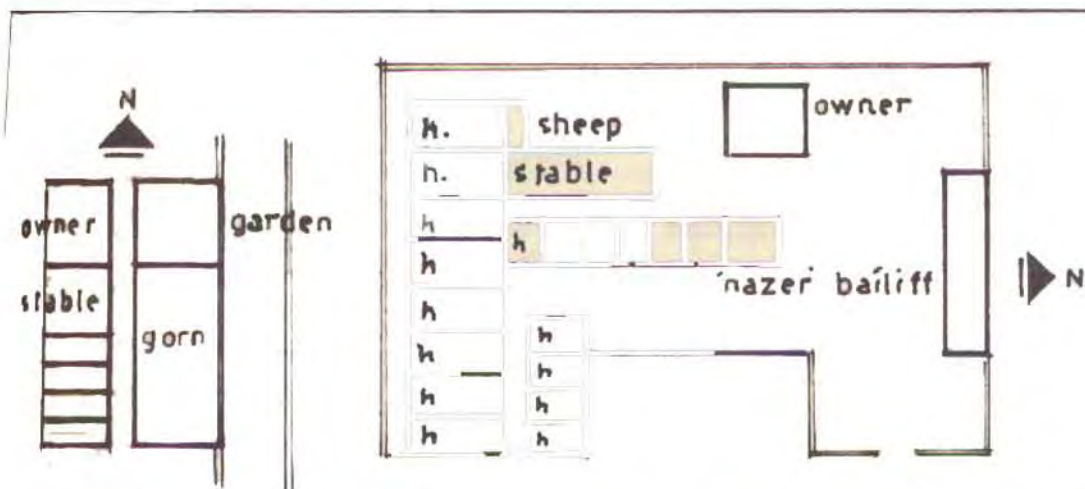 N
owner
garden
stable
gorn
h.
sheep
owner
h.
stable
h
h
h
'nazer' bailiff
N
h
h
h
h
h
h
h
h